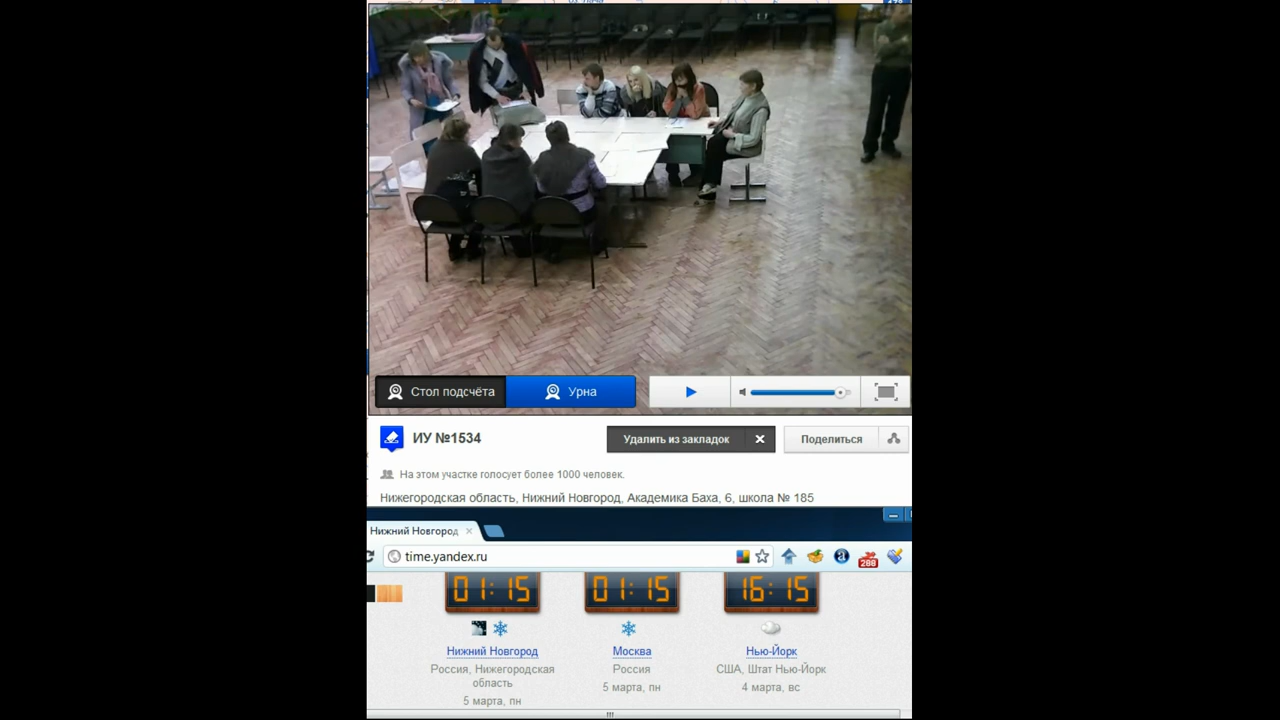 Стол подсчёта
Урна
ИУ №1534
Удалить из закладок
Поделиться
На этом участке голосует более 1000 человек.
Нижегородская область, Нижний Новгород, Академика Баха, 6, школа № 185
Нижний Новгород
time.yandex.ru
288
01:15 01:15 16:15
Нижний Новгород Москва Нью-Йорк
Россия, Нижегородская область Россия США, Штат Нью-Йорк
5 марта, пн 5 марта, пн 4 марта, вс